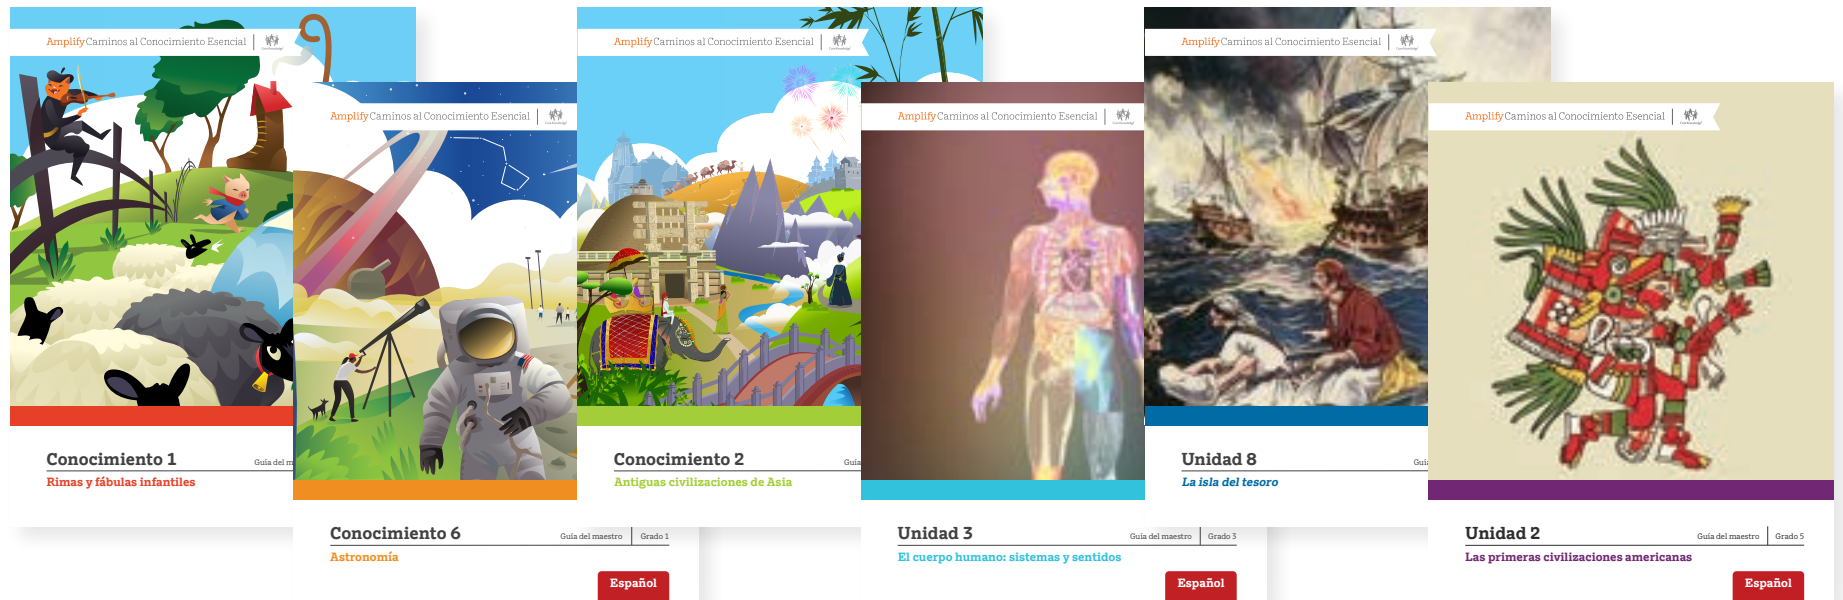 Amplify Caminos al Conocimiento Esencial
Conocimiento 1
Guía del m
Rimas y fábulas infantiles
Amplify Caminos al Conocimiento Esencial
Conocimiento 6
Guía del maestro | Grado 1
Astronomía
Español
Amplify Caminos al Conocimiento Esencial
Conocimiento 2
Guía
Antiguas civilizaciones de Asia
Amplify Caminos al Conocimiento Esencial
Unidad 3
Guía del maestro | Grado 3
El cuerpo humano: sistemas y sentidos
Español
Amplify Caminos al Conocimiento Esencial
Unidad 8
Guí
La isla del tesoro
Amplify Caminos al Conocimiento Esencial
Unidad 2
Guía del maestro | Grado 5
Las primeras civilizaciones americanas
Español